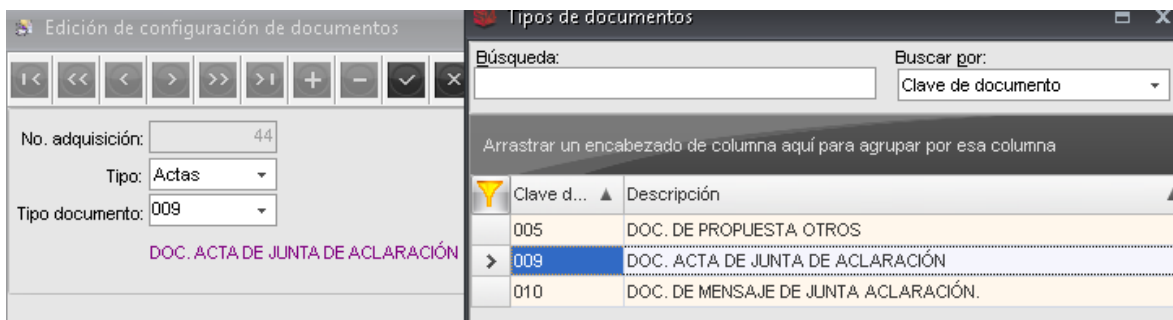 Edición de configuración de documentos
No. adquisición: 44
Tipo: Actas
Tipo documento: 009
DOC. ACTA DE JUNTA DE ACLARACIÓN
Tipos de documentos
Búsqueda:
Buscar por:
Clave de documento
Arrastrar un encabezado de columna aquí para agrupar por esa columna
Clave d... Descripción
005 DOC. DE PROPUESTA OTROS
009 DOC. ACTA DE JUNTA DE ACLARACIÓN
010 DOC. DE MENSAJE DE JUNTA ACLARACIÓN.